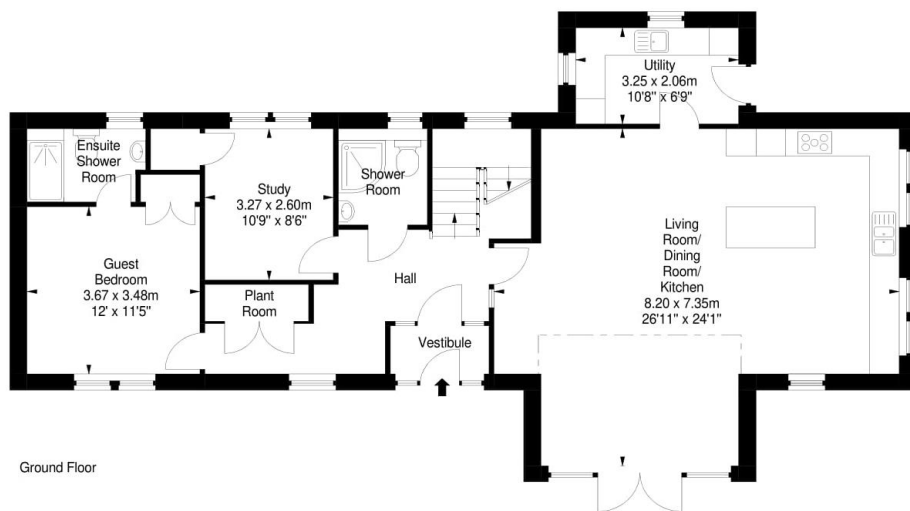 Utility
3.25 x 2.06m
10'8" x 6'9"
Ensuite
Shower
Room
Study
3.27 x 2.60m
10'9" x 8'6"
Shower
Room
Living
Room/
Dining
Room/
Kitchen
8.20 x 7.35m
26'11" x 24'1"
Guest
Bedroom
3.67 x 3.48m
12' x 11'5"
Hall
Plant
Room
Vestibule
Ground Floor